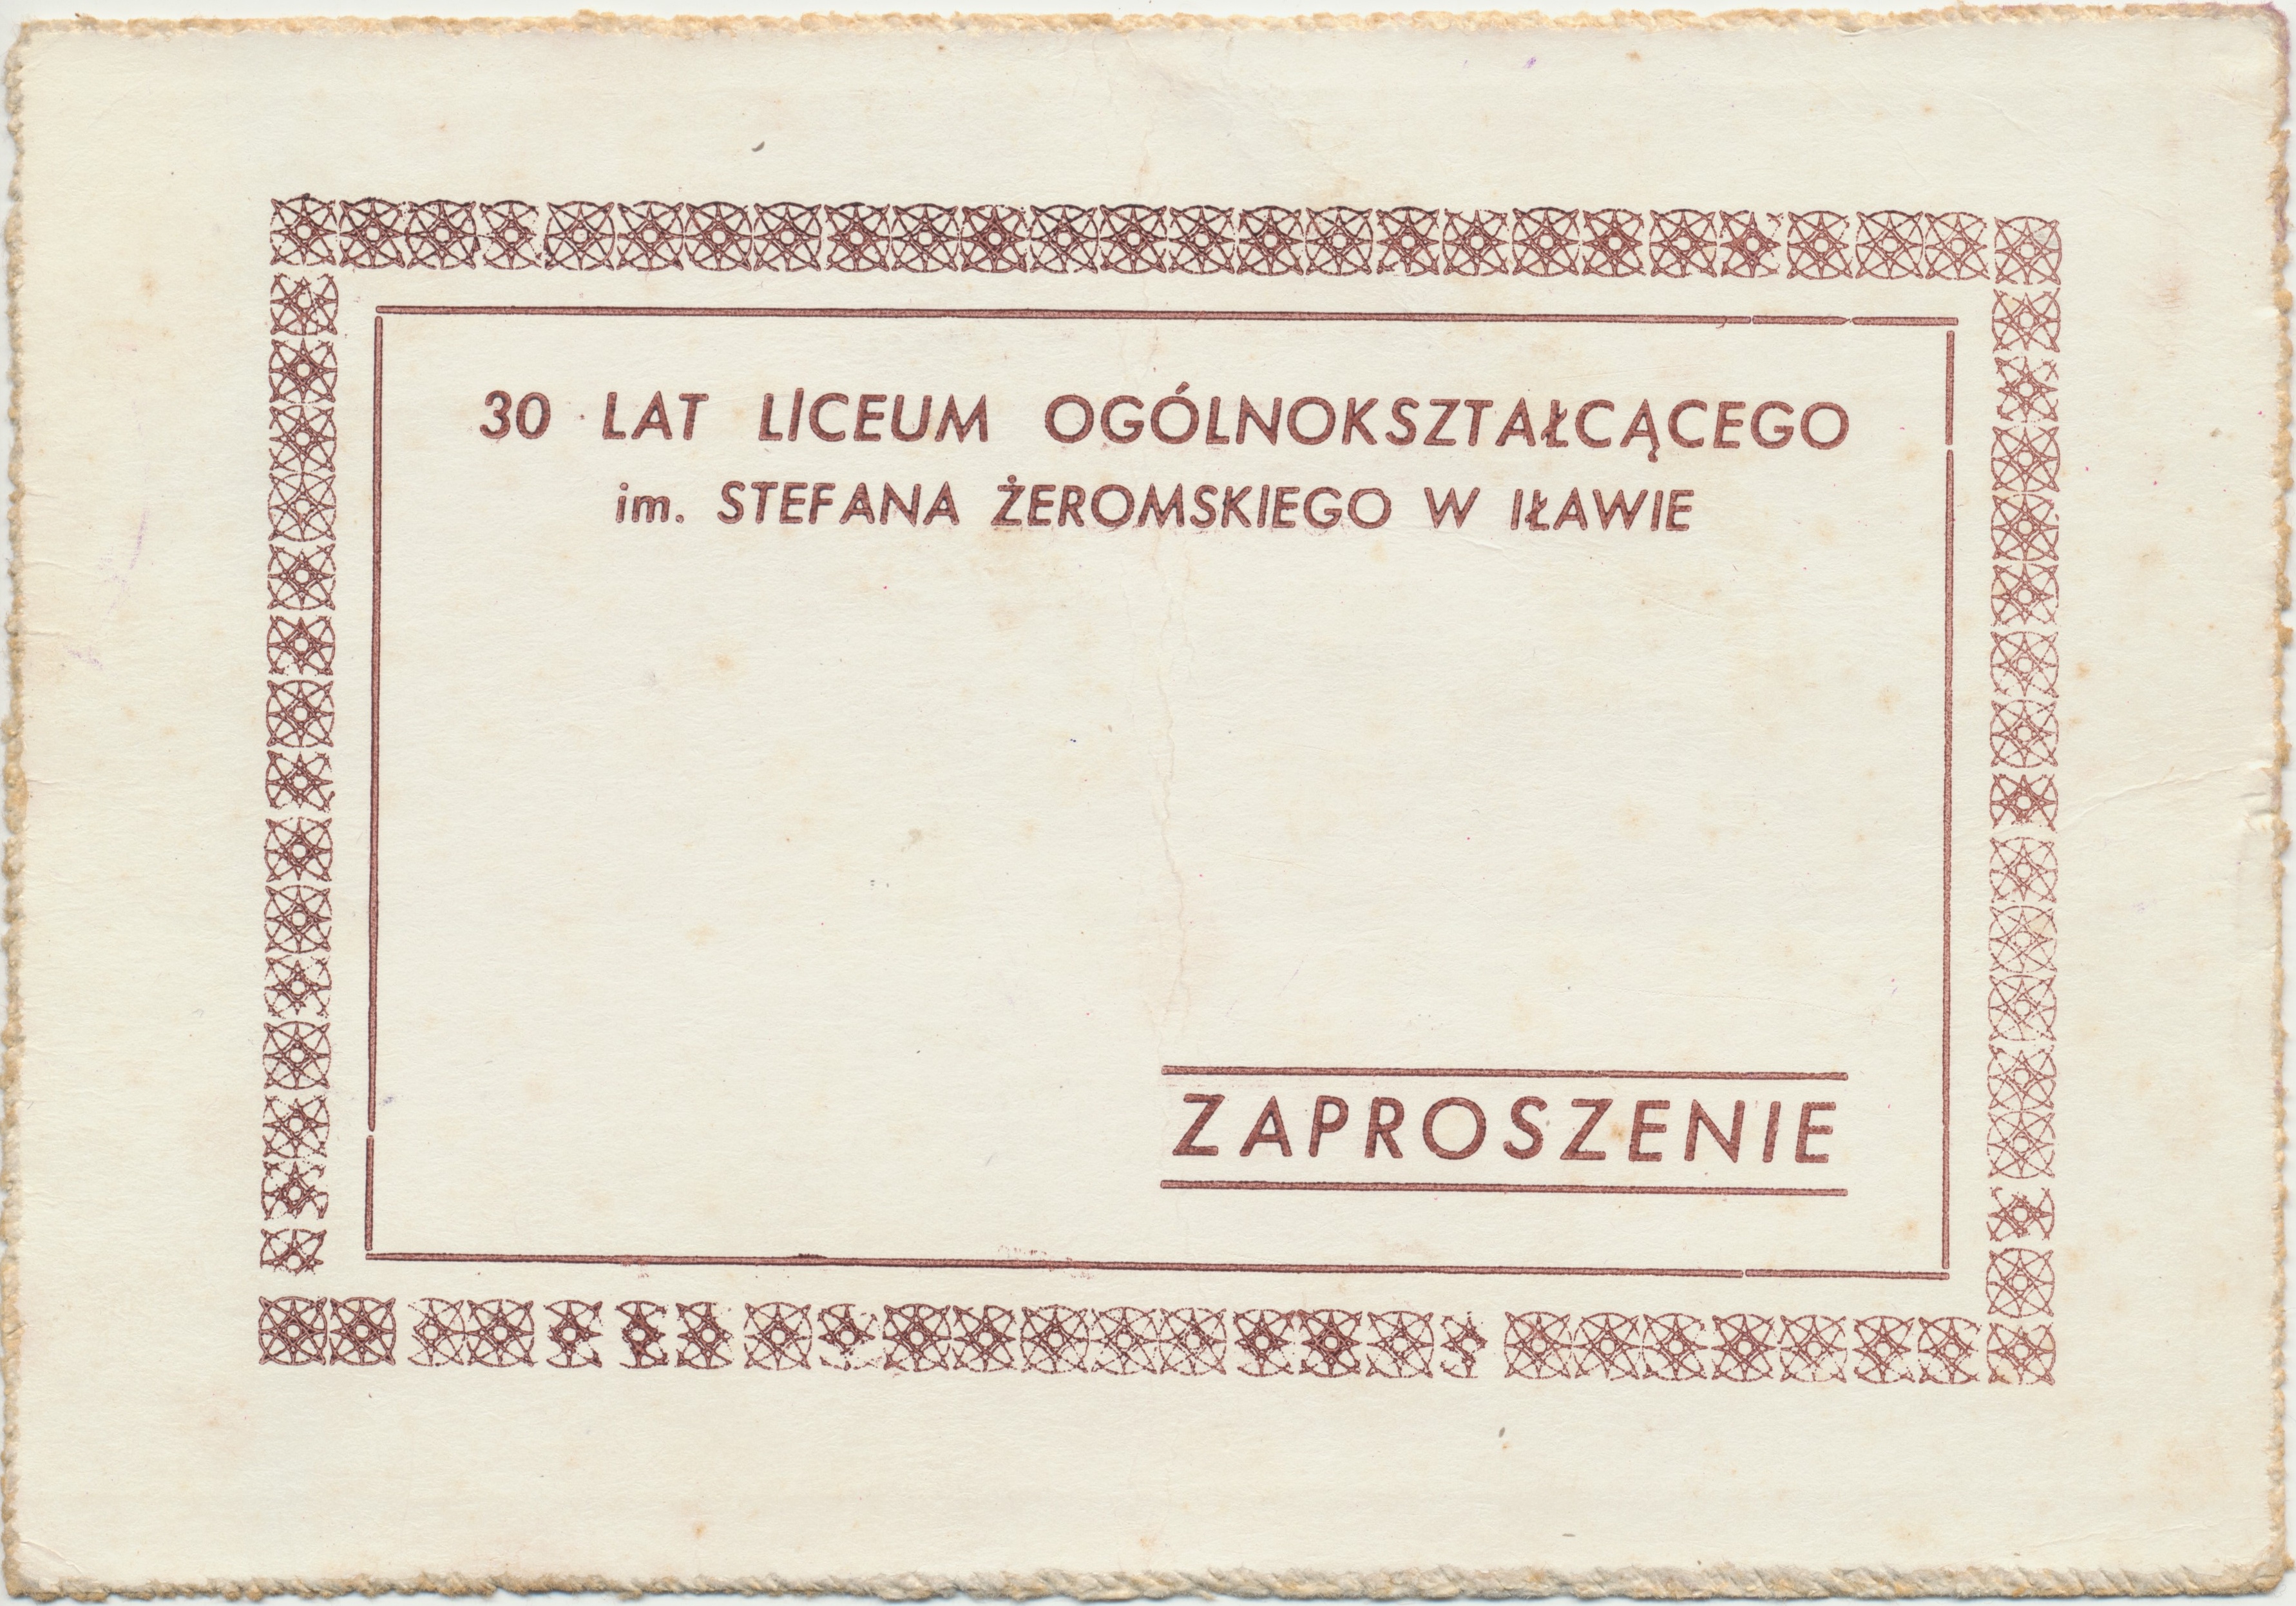 30 LAT LICEUM OGÓLNOKSZTAŁCĄCEGO
im. STEFANA ŻEROMSKIEGO W IŁAWIE
ZAPROSZENIE